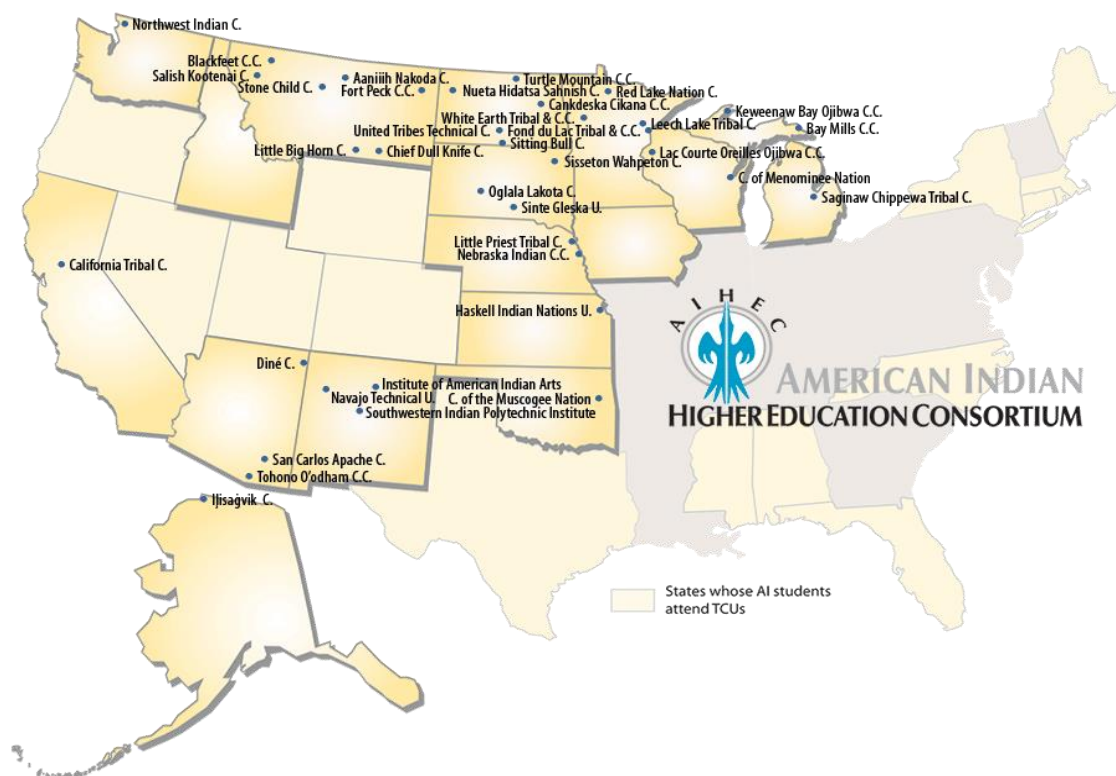 Northwest Indian C.
Blackfeet C.C.
Salish Kootenai C.
Stone Child C.
Aaniiih Nakoda C.
Fort Peck C.C.
Turtle Mountain C.C.
Nueta Hidatsa Sahnish C.
Red Lake Nation C.
Cankdeska Cikana C.C.
White Earth Tribal & C.C.
Leech Lake Tribal C.
United Tribes Technical C.
Fond du Lac Tribal & C.C.
Sitting Bull C.
Keweenaw Bay Ojibwa C.C.
Bay Mills C.C.
Little Big Horn C.
Chief Dull Knife C.
Sisseton Wahpeton C.
Lac Courte Oreilles Ojibwa C.C.
C. of Menominee Nation
Oglala Lakota C.
Sinte Gleska U.
Saginaw Chippewa Tribal C.
Little Priest Tribal C.
Nebraska Indian C.C.
California Tribal C.
Haskell Indian Nations U.
AIHEC
AMERICAN INDIAN
HIGHER EDUCATION CONSORTIUM
Diné C.
Institute of American Indian Arts
Navajo Technical U.
C. of the Muscogee Nation
Southwestern Indian Polytechnic Institute
San Carlos Apache C.
Tohono O'odham C.C.
Iḷisaġvik C.
States whose AI students
attend TCUs